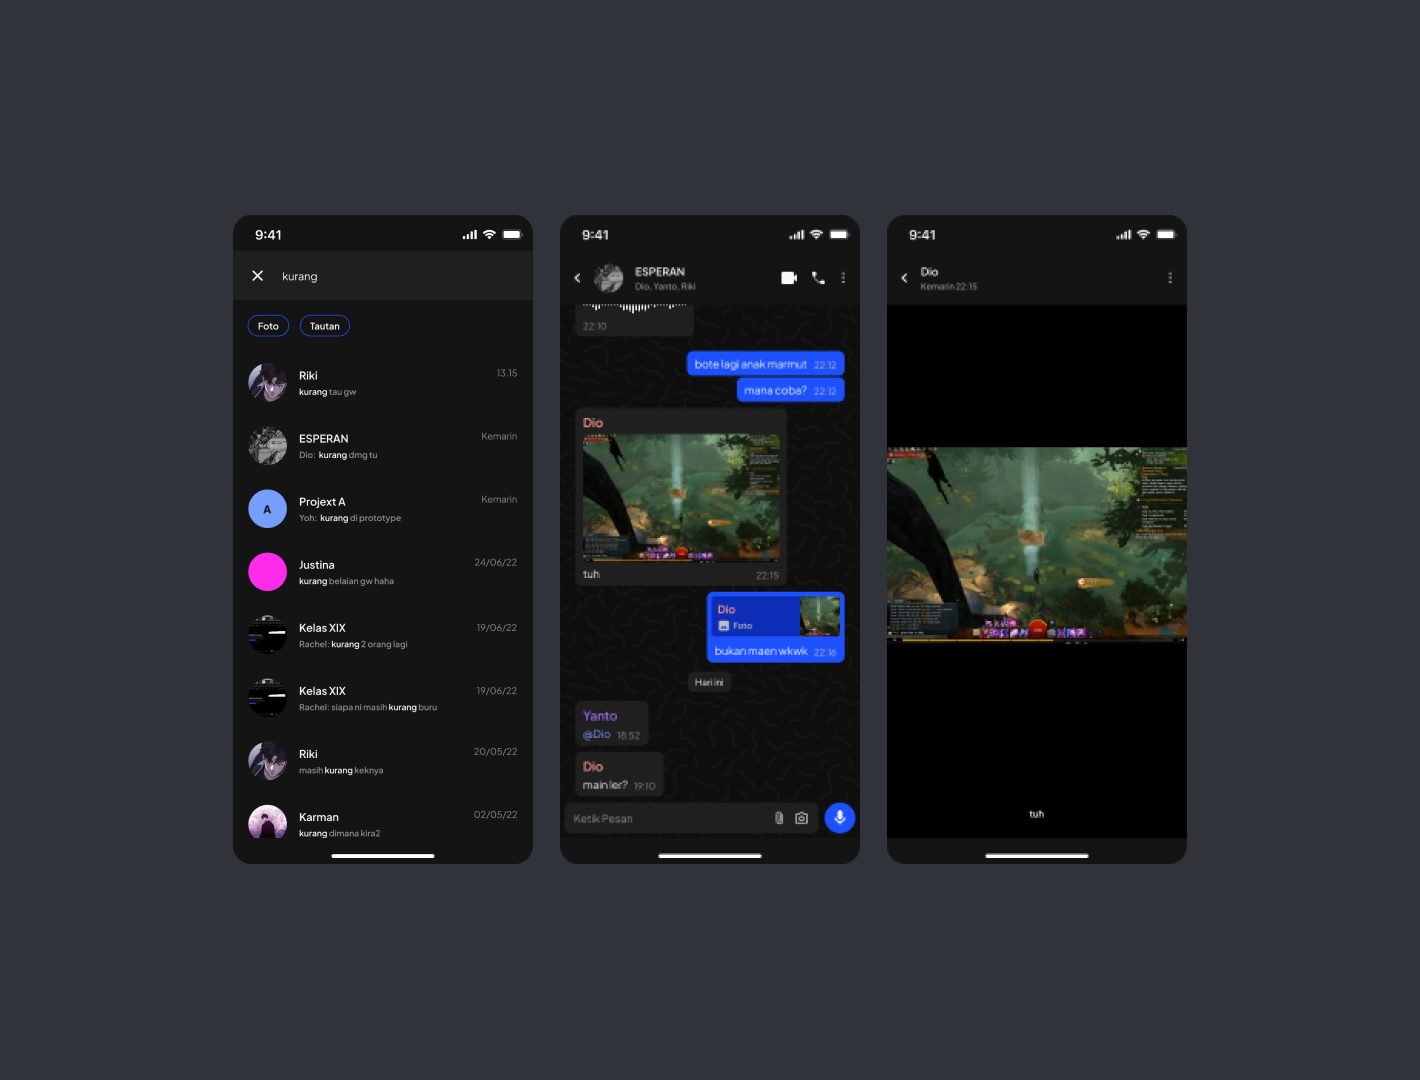 9:41
kurang
Foto
Tautan
Riki
13.15
kurang tau gw
ESPERAN
Kemarin
Dio: kurang dmg tu
A
Projext A
Kemarin
Yoh: kurang di prototype
Justina
24/06/22
kurang belaian gw haha
Kelas XIX
19/06/22
Rachel: kurang 2 orang lagi
Kelas XIX
19/06/22
Rachel: siapa ni masih kurang buru
Riki
20/05/22
masih kurang keknya
Karman
02/05/22
kurang dimana kira2
9:41
ESPERAN
Dio, Yanto, Riki
22:10
bote lagi anak marmut 22:12
mana coba? 22:12
Dio
tuh 22:15
Dio
Foto
bukan maen wkwk 22:16
Hari ini
Yanto
@Dio 18:52
Dio
main ler? 19:10
Ketik Pesan
9:41
Dio
Kemarin 22:15
tuh